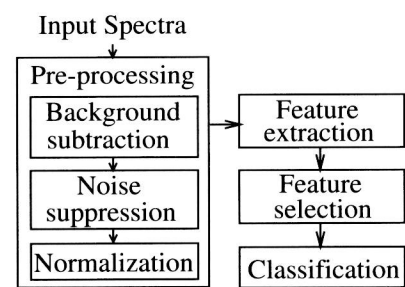 Input Spectra
Pre-processing
Background
subtraction
Noise
suppression
Normalization
Feature
extraction
Feature
selection
Classification